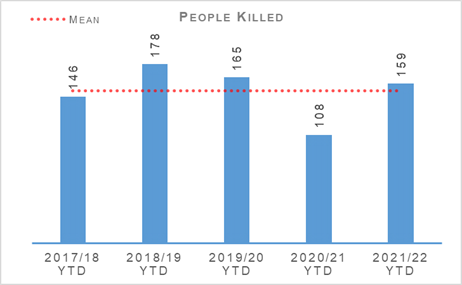 PEOPLE KILLED
MEAN
146
178
165
108
159
2017/18 YTD
2018/19 YTD
2019/20 YTD
2020/21 YTD
2021/22 YTD